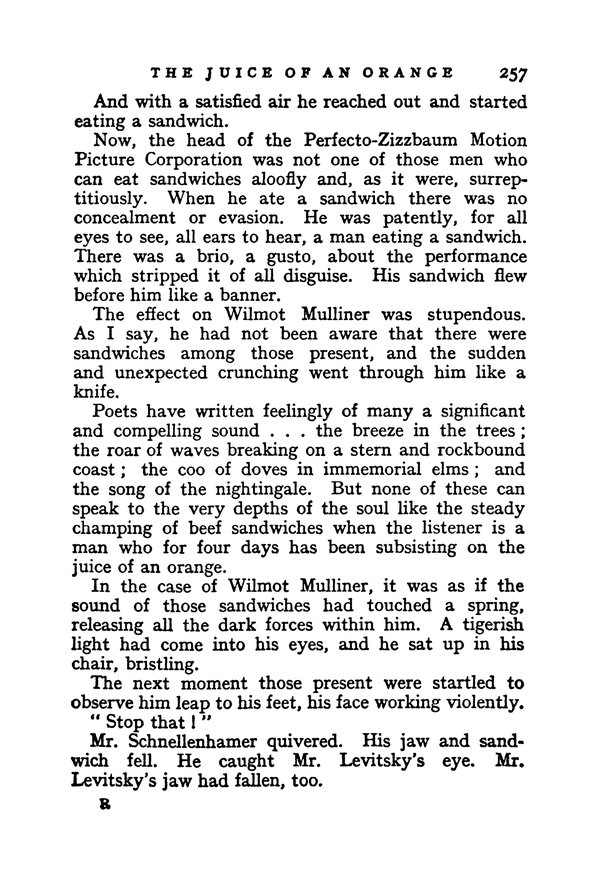 THE JUICE OF AN ORANGE 257
And with a satisfied air he reached out and started
eating a sandwich.
Now, the head of the Perfecto-Zizzbaum Motion
Picture Corporation was not one of those men who
can eat sandwiches aloofly and, as it were, surrep-
titiously. When he ate a sandwich there was no
concealment or evasion. He was patently, for all
eyes to see, all ears to hear, a man eating a sandwich.
There was a brio, a gusto, about the performance
which stripped it of all disguise. His sandwich flew
before him like a banner.
The effect on Wilmot Mulliner was stupendous.
As I say, he had not been aware that there were
sandwiches among those present, and the sudden
and unexpected crunching went through him like a
knife.
Poets have written feelingly of many a significant
and compelling sound . . . the breeze in the trees ;
the roar of waves breaking on a stern and rockbound
coast ; the coo of doves in immemorial elms ; and
the song of the nightingale. But none of these can
speak to the very depths of the soul like the steady
champing of beef sandwiches when the listener is a
man who for four days has been subsisting on the
juice of an orange.
In the case of Wilmot Mulliner, it was as if the
sound of those sandwiches had touched a spring,
releasing all the dark forces within him. A tigerish
light had come into his eyes, and he sat up in his
chair, bristling.
The next moment those present were startled to
observe him leap to his feet, his face working violently.
" Stop that ! "
Mr. Schnellenhamer quivered. His jaw and sand-
wich fell. He caught Mr. Levitsky's eye. Mr.
Levitsky's jaw had fallen, too.
R